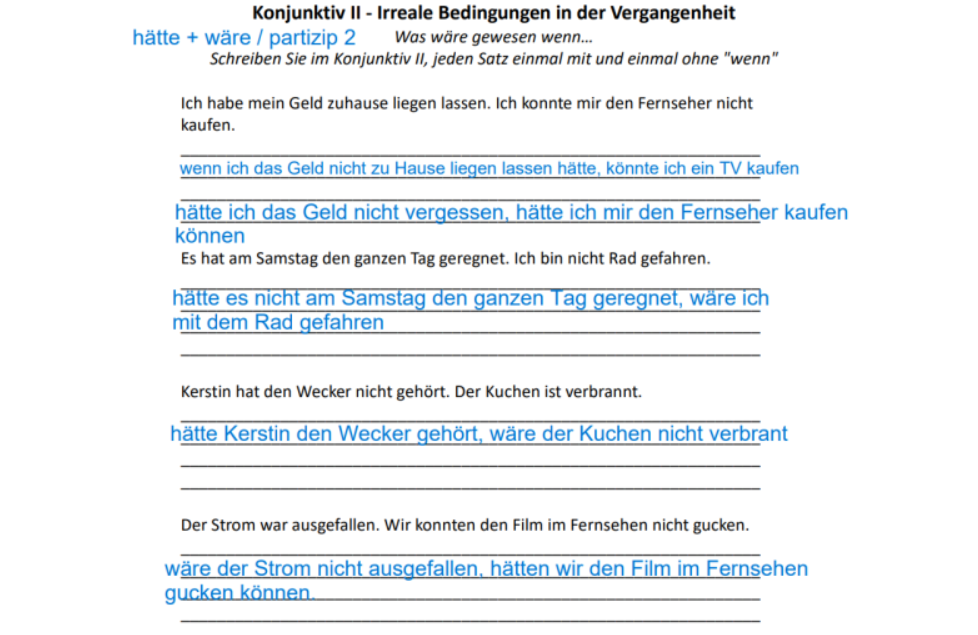 Konjunktiv II - Irreale Bedingungen in der Vergangenheit
hätte + wäre / partizip 2 Was wäre gewesen wenn...
Schreiben Sie im Konjunktiv II, jeden Satz einmal mit und einmal ohne "wenn"
Ich habe mein Geld zuhause liegen lassen. Ich konnte mir den Fernseher nicht
kaufen.
wenn ich das Geld nicht zu Hause liegen lassen hätte, könnte ich ein TV kaufen
hätte ich das Geld nicht vergessen, hätte ich mir den Fernseher kaufen
können
Es hat am Samstag den ganzen Tag geregnet. Ich bin nicht Rad gefahren.
hätte es nicht am Samstag den ganzen Tag geregnet, wäre ich
mit dem Rad gefahren
Kerstin hat den Wecker nicht gehört. Der Kuchen ist verbrannt.
hätte Kerstin den Wecker gehört, wäre der Kuchen nicht verbrant
Der Strom war ausgefallen. Wir konnten den Film im Fernsehen nicht gucken.
wäre der Strom nicht ausgefallen, hätten wir den Film im Fernsehen
gucken können.